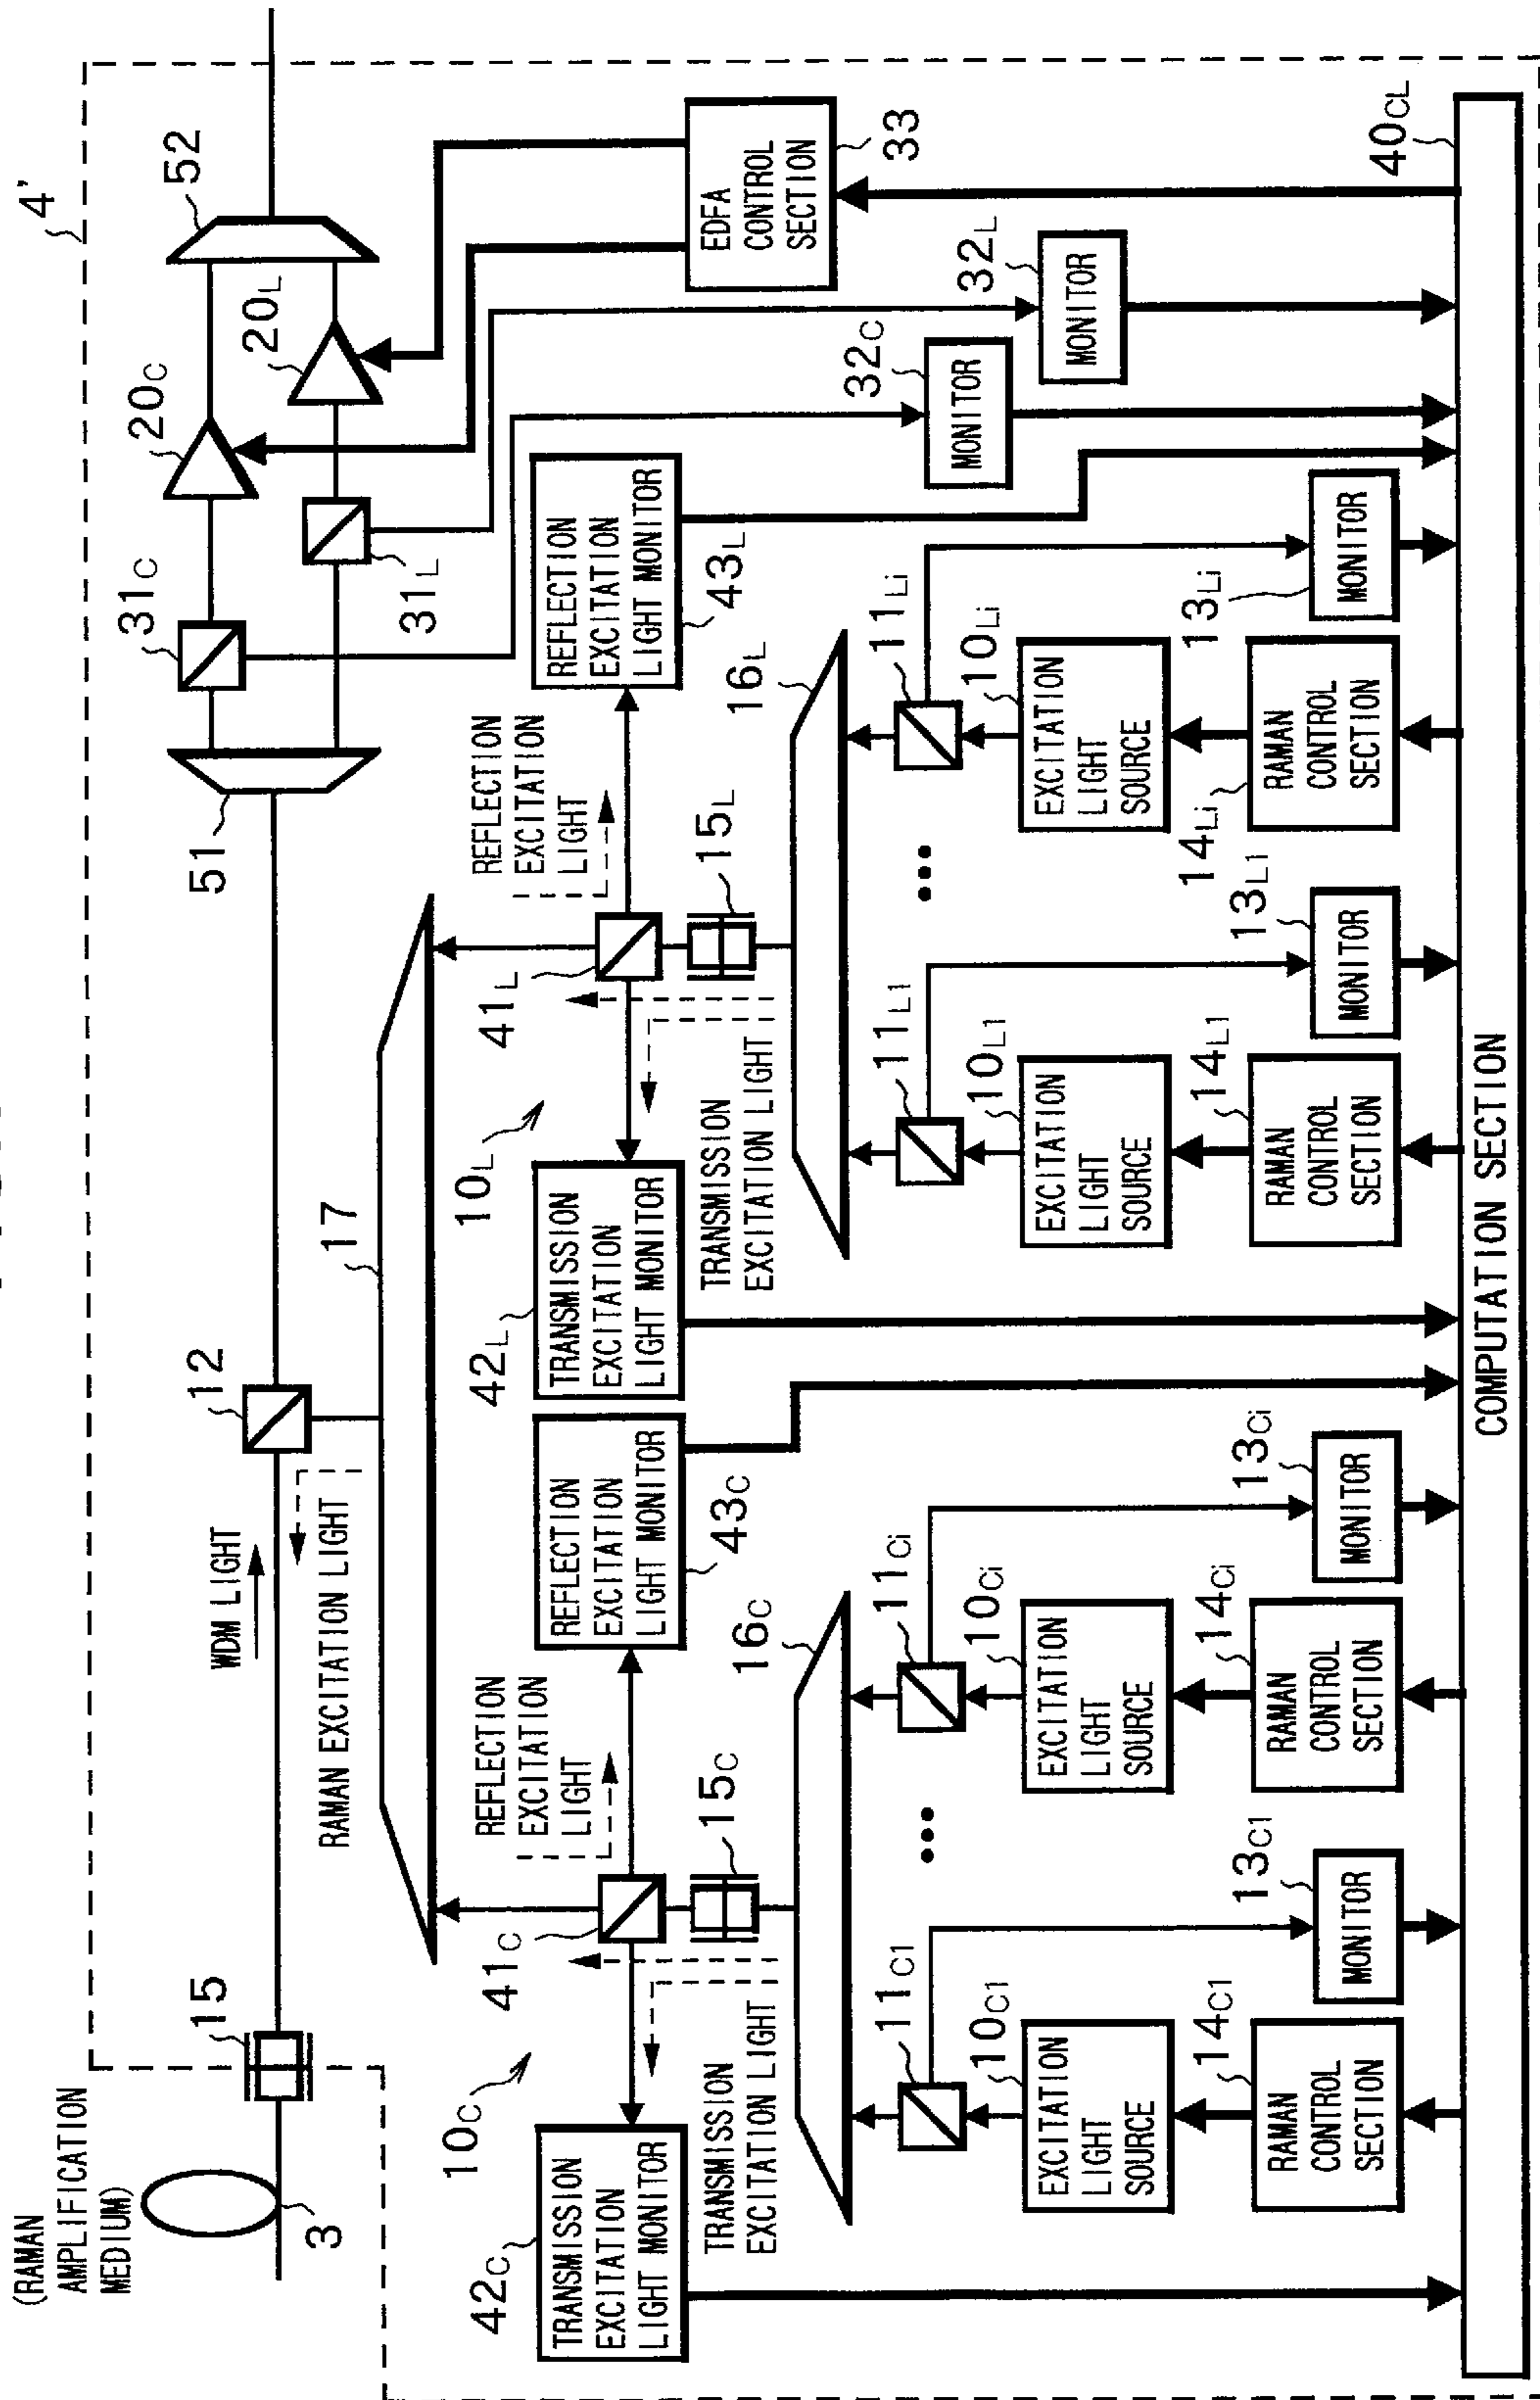 4'
(RAMAN
AMPLIFICATION
MEDIUM)
3
15
WDM LIGHT
12
RAMAN EXCITATION LIGHT
17
51
31C
20C
31L
20L
52
10C
42C
TRANSMISSION
EXCITATION
LIGHT MONITOR
41C
REFLECTION
EXCITATION
LIGHT
REFLECTION
EXCITATION
LIGHT MONITOR
43C
TRANSMISSION
EXCITATION LIGHT
15C
16C
10L
42L
TRANSMISSION
EXCITATION
LIGHT MONITOR
41L
REFLECTION
EXCITATION
LIGHT
REFLECTION
EXCITATION
LIGHT MONITOR
43L
TRANSMISSION
EXCITATION LIGHT
15L
16L
EDFA
CONTROL
SECTION
33
32C
MONITOR
32L
MONITOR
11C1
10C1
EXCITATION
LIGHT
SOURCE
14C1
RAMAN
CONTROL
SECTION
13C1
MONITOR
•••
11Ci
10Ci
EXCITATION
LIGHT
SOURCE
14Ci
RAMAN
CONTROL
SECTION
13Ci
MONITOR
11L1
10L1
EXCITATION
LIGHT
SOURCE
14L1
RAMAN
CONTROL
SECTION
13L1
MONITOR
•••
11Li
10Li
EXCITATION
LIGHT
SOURCE
14Li
RAMAN
CONTROL
SECTION
13Li
MONITOR
40CL
COMPUTATION SECTION